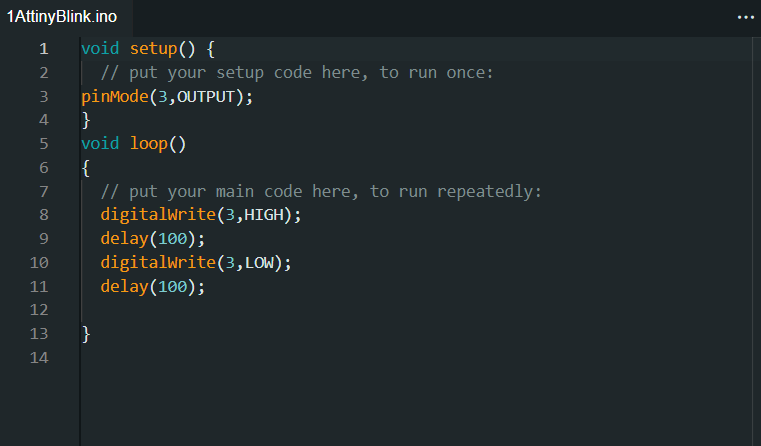 1AttinyBlink.ino ...
1 void setup() {
2   // put your setup code here, to run once:
3 pinMode(3,OUTPUT);
4 }
5 void loop()
6 {
7   // put your main code here, to run repeatedly:
8   digitalWrite(3,HIGH);
9   delay(100);
10   digitalWrite(3,LOW);
11   delay(100);
12
13 }
14